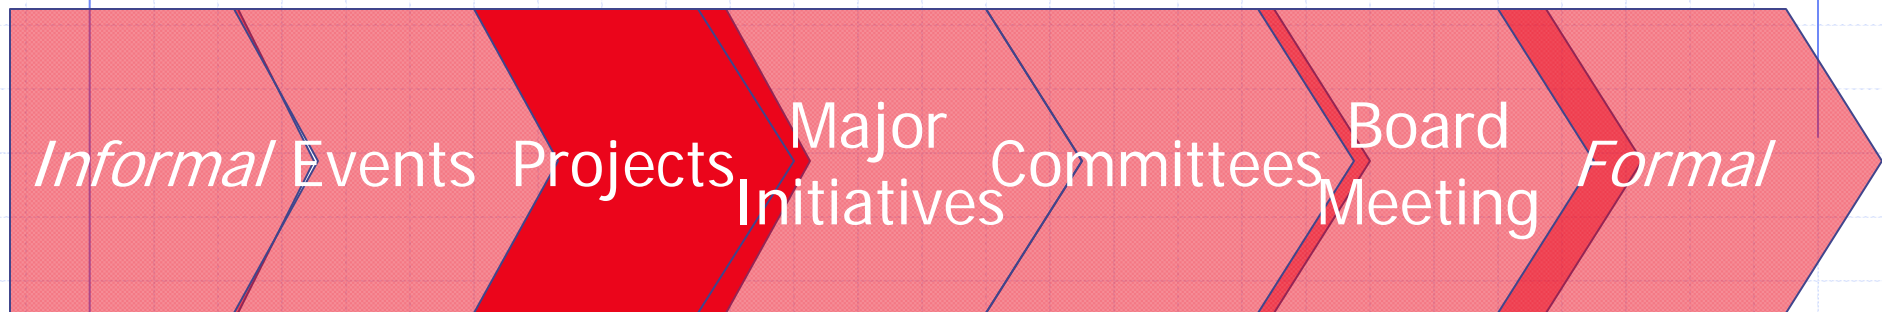 Informal
Events
Projects
Major
Initiatives
Committees
Board
Meeting
Formal